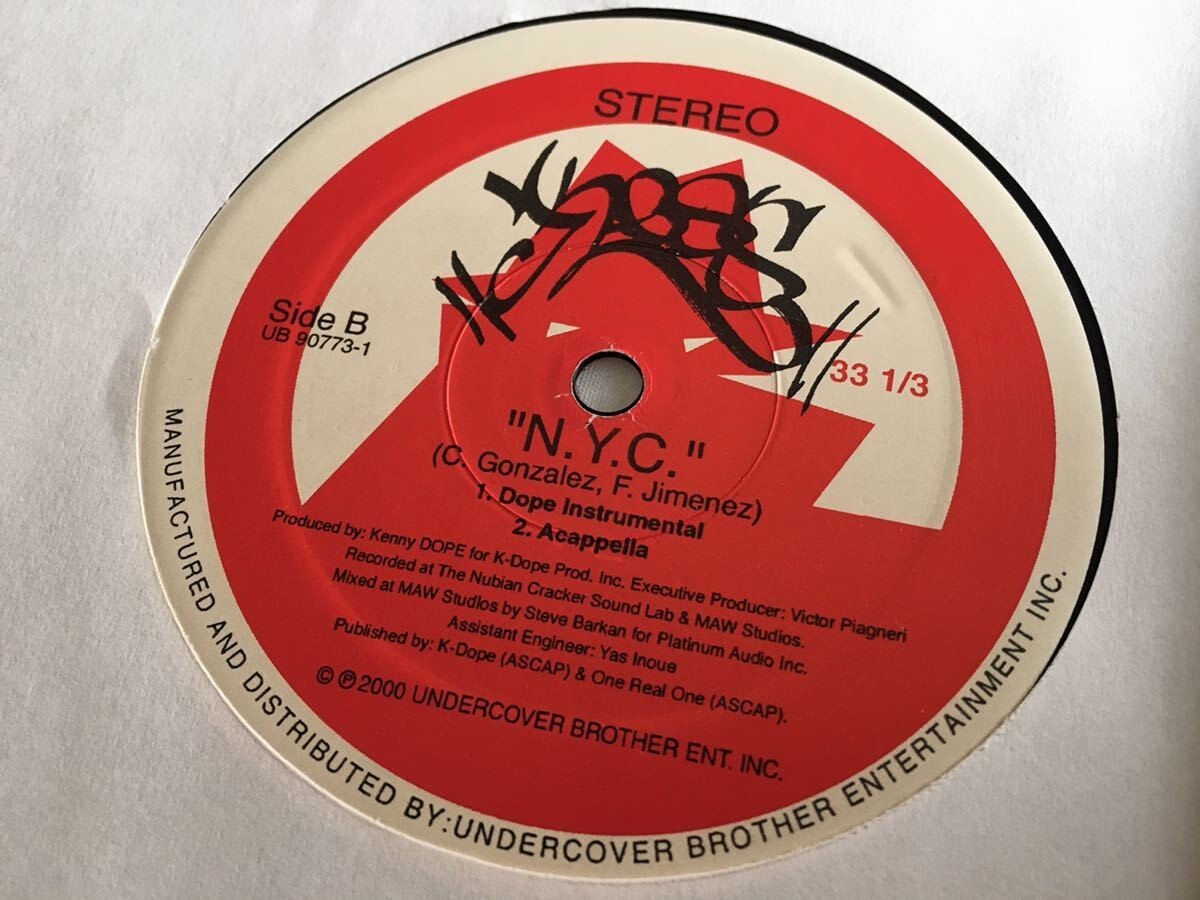 STEREO
Side B
UB 90773-1
33 1/3
"N.Y.C."
(C. Gonzalez, F. Jimenez)
1. Dope Instrumental
2. Acappella
Produced by: Kenny DOPE for K-Dope Prod. Inc. Executive Producer: Victor Piagneri
Recorded at The Nubian Cracker Sound Lab & MAW Studios.
Mixed at MAW Studios by Steve Barkan for Platinum Audio Inc.
Assistant Engineer: Yas Inoue
Published by: K-Dope (ASCAP) & One Real One (ASCAP).
© ℗ 2000 UNDERCOVER BROTHER ENT. INC.
MANUFACTURED AND DISTRIBUTED BY: UNDERCOVER BROTHER ENTERTAINMENT INC.